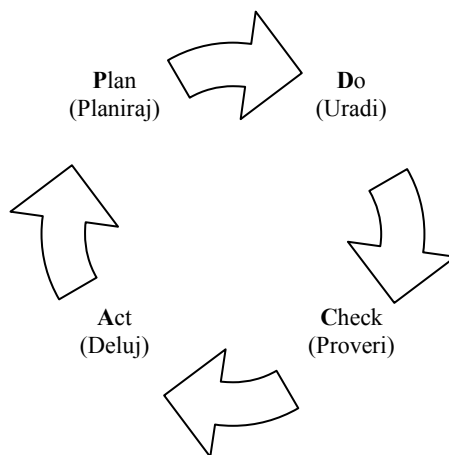 Plan
(Planiraj)
Do
(Uradi)
Check
(Proveri)
Act
(Deluj)